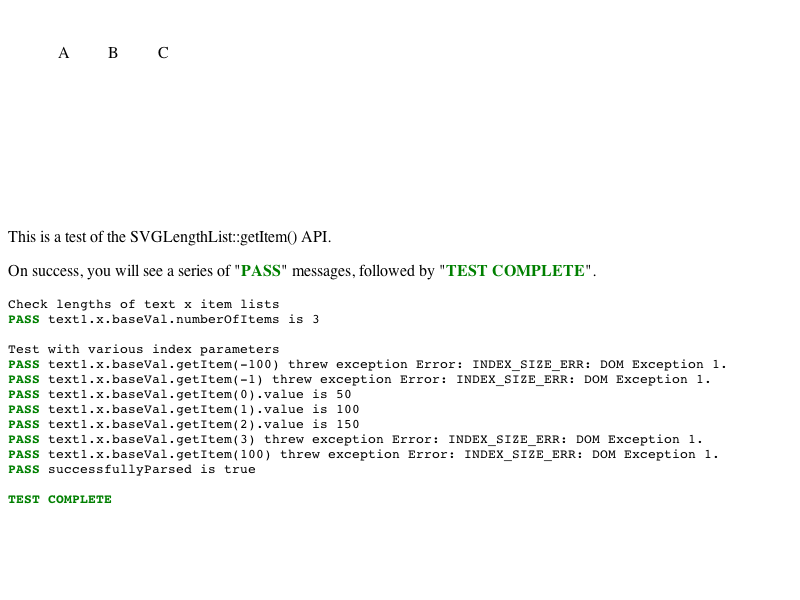 A B C
This is a test of the SVGLengthList::getItem() API.
On success, you will see a series of "PASS" messages, followed by "TEST COMPLETE".
Check lengths of text x item lists
PASS text1.x.baseVal.numberOfItems is 3
Test with various index parameters
PASS text1.x.baseVal.getItem(-100) threw exception Error: INDEX_SIZE_ERR: DOM Exception 1.
PASS text1.x.baseVal.getItem(-1) threw exception Error: INDEX_SIZE_ERR: DOM Exception 1.
PASS text1.x.baseVal.getItem(0).value is 50
PASS text1.x.baseVal.getItem(1).value is 100
PASS text1.x.baseVal.getItem(2).value is 150
PASS text1.x.baseVal.getItem(3) threw exception Error: INDEX_SIZE_ERR: DOM Exception 1.
PASS text1.x.baseVal.getItem(100) threw exception Error: INDEX_SIZE_ERR: DOM Exception 1.
PASS successfullyParsed is true
TEST COMPLETE